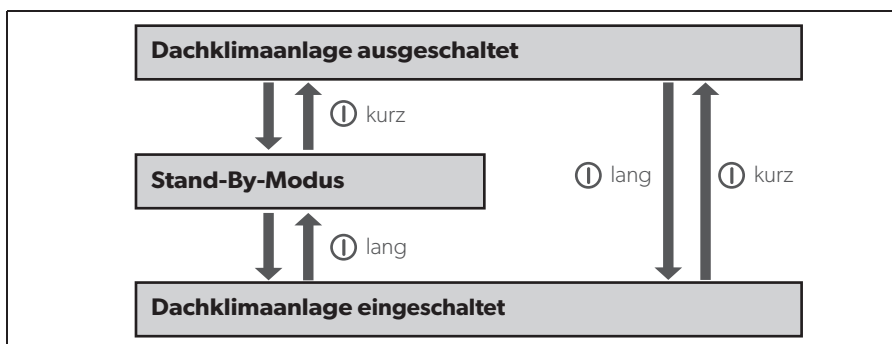 Dachklimaanlage ausgeschaltet
kurz
Stand-By-Modus
lang
kurz
lang
Dachklimaanlage eingeschaltet